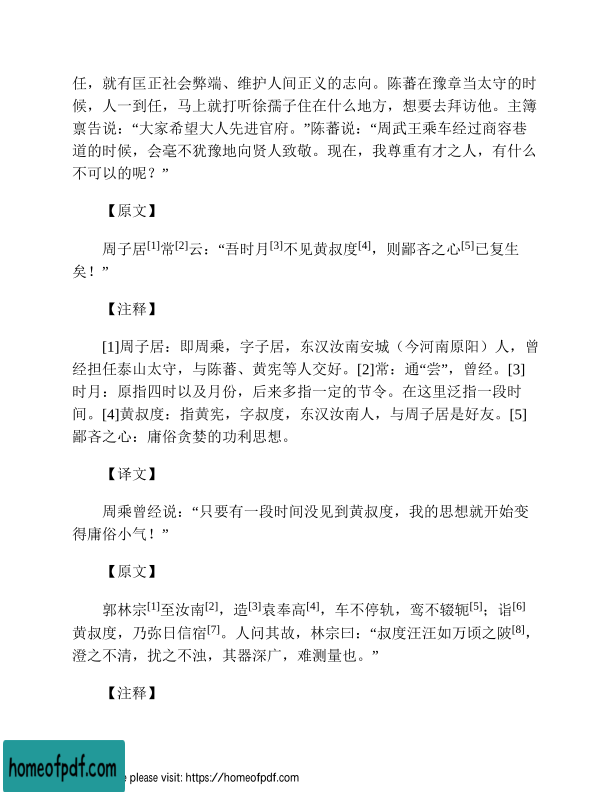 任，就有匡正社会弊端、维护人间正义的志向。陈蕃在豫章当太守的时
候，人一到任，马上就打听徐孺子住在什么地方，想要去拜访他。主簿
禀告说：“大家希望大人先进官府。”陈蕃说：“周武王乘车经过商容巷
道的时候，会毫不犹豫地向贤人致敬。现在，我尊重有才之人，有什么
不可以的呢？”
【原文】
周子居[1]常[2]云：“吾时月[3]不见黄叔度[4]，则鄙吝之心[5]已复生
矣！”
【注释】
[1]周子居：即周乘，字子居，东汉汝南安城（今河南原阳）人，曾
经担任泰山太守，与陈蕃、黄宪等人交好。[2]常：通“尝”，曾经。[3]
时月：原指四时以及月份，后来多指一定的节令。在这里泛指一段时
间。[4]黄叔度：指黄宪，字叔度，东汉汝南人，与周子居是好友。[5]
鄙吝之心：庸俗贪婪的功利思想。
【译文】
周乘曾经说：“只要有一段时间没见到黄叔度，我的思想就开始变
得庸俗小气！”
【原文】
郭林宗[1]至汝南[2]，造[3]袁奉高[4]，车不停轨，鸾不辍轭[5]；诣[6]
黄叔度，乃弥日信宿[7]。人问其故，林宗曰：“叔度汪汪如万顷之陂[8]，
澄之不清，扰之不浊，其器深广，难测量也。”
【注释】
homeofpdf.com
please visit: https://homeofpdf.com